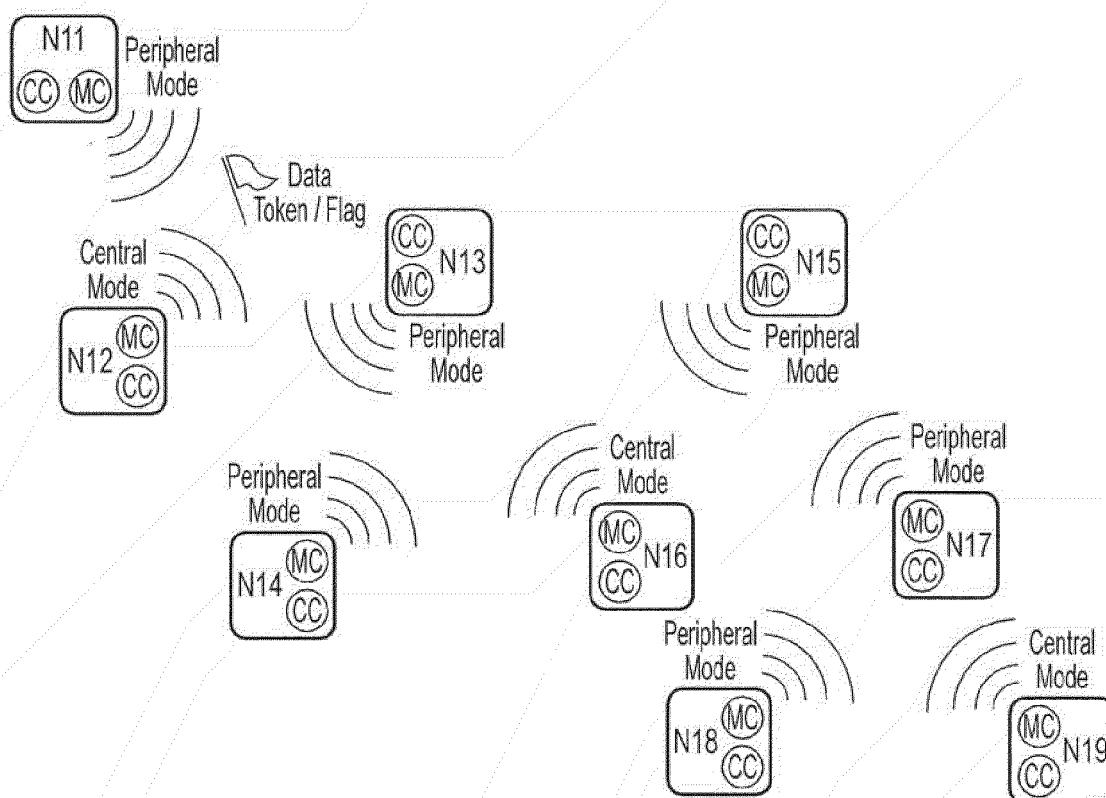 N11
CC MC
Peripheral
Mode
Data
Token / Flag
Central
Mode
MC
N12
CC
CC
N13
MC
Peripheral
Mode
CC
N15
MC
Peripheral
Mode
Peripheral
Mode
MC
N14
CC
Central
Mode
MC
N16
CC
Peripheral
Mode
MC
N17
CC
Peripheral
Mode
MC
N18
CC
Central
Mode
MC
N19
CC